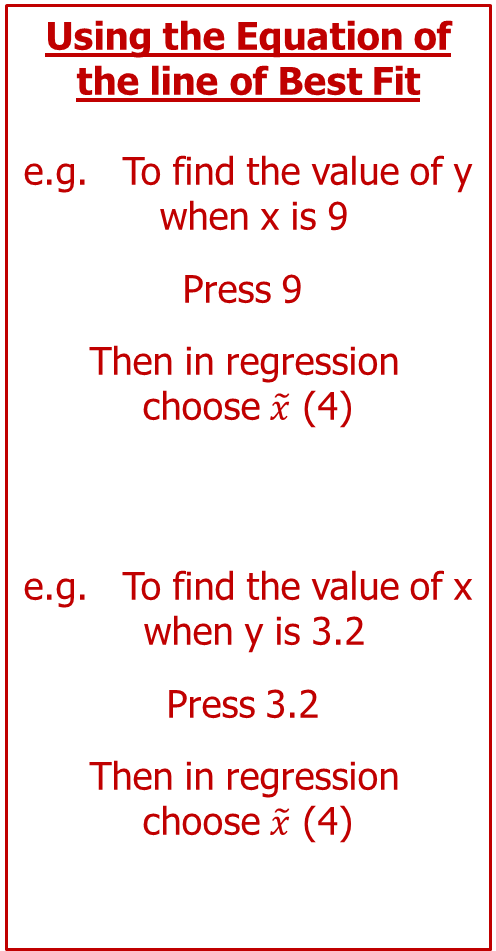 Using the Equation of
the line of Best Fit
e.g. To find the value of y
when x is 9
Press 9
Then in regression
choose x̃ (4)
e.g. To find the value of x
when y is 3.2
Press 3.2
Then in regression
choose x̃ (4)